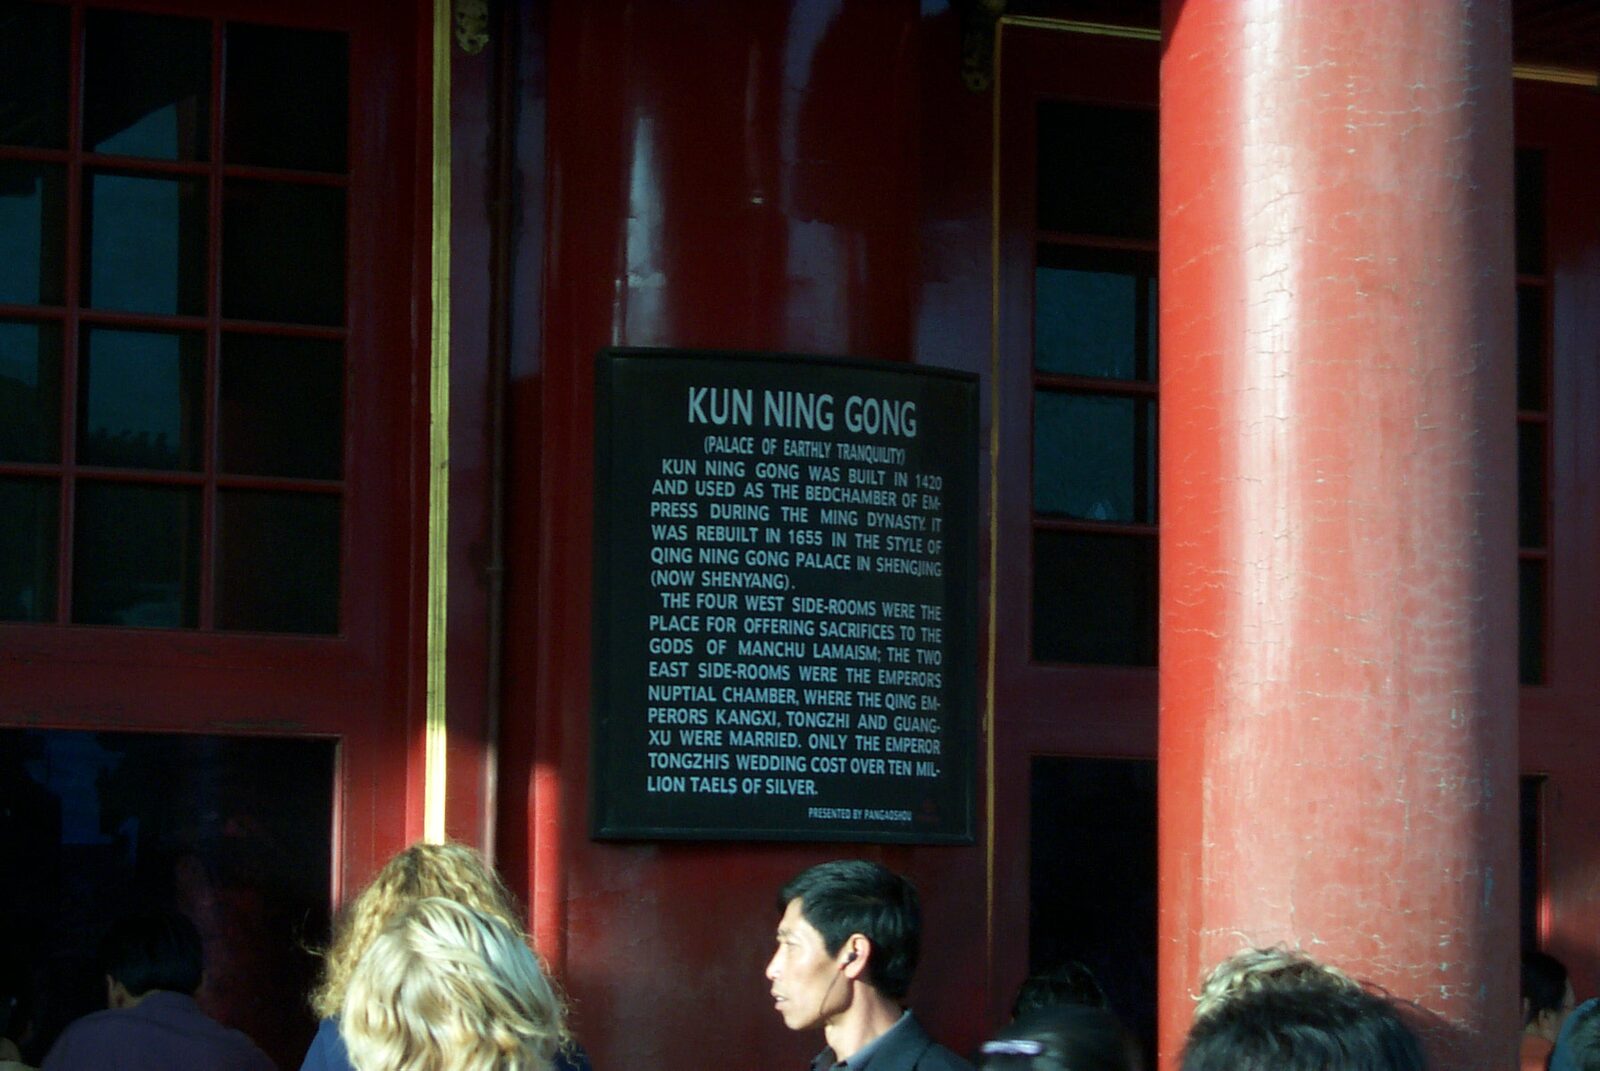 KUN NING GONG
(PALACE OF EARTHLY TRANQUILITY)
KUN NING GONG WAS BUILT IN 1420
AND USED AS THE BEDCHAMBER OF EM-
PRESS DURING THE MING DYNASTY. IT
WAS REBUILT IN 1655 IN THE STYLE OF
QING NING GONG PALACE IN SHENGJING
(NOW SHENYANG).
THE FOUR WEST SIDE-ROOMS WERE THE
PLACE FOR OFFERING SACRIFICES TO THE
GODS OF MANCHU LAMAISM; THE TWO
EAST SIDE-ROOMS WERE THE EMPERORS
NUPTIAL CHAMBER, WHERE THE QING EM-
PERORS KANGXI, TONGZHI AND GUANG-
XU WERE MARRIED. ONLY THE EMPEROR
TONGZHI'S WEDDING COST OVER TEN MIL-
LION TAELS OF SILVER.
PRESENTED BY PANGAOSHOU